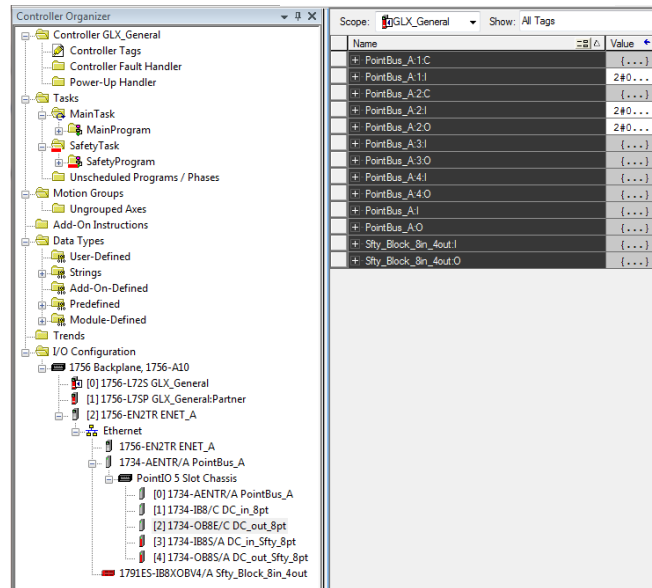 Controller Organizer
Controller GLX_General
Controller Tags
Controller Fault Handler
Power-Up Handler
Tasks
MainTask
MainProgram
SafetyTask
SafetyProgram
Unscheduled Programs / Phases
Motion Groups
Ungrouped Axes
Add-On Instructions
Data Types
User-Defined
Strings
Add-On-Defined
Predefined
Module-Defined
Trends
I/O Configuration
1756 Backplane, 1756-A10
[0] 1756-L72S GLX_General
[1] 1756-L7SP GLX_General:Partner
[2] 1756-EN2TR ENET_A
Ethernet
1756-EN2TR ENET_A
1734-AENTR/A PointBus_A
PointIO 5 Slot Chassis
[0] 1734-AENTR/A PointBus_A
[1] 1734-IB8/C DC_in_8pt
[2] 1734-OB8E/C DC_out_8pt
[3] 1734-IB8S/A DC_in_Sfty_8pt
[4] 1734-OB8S/A DC_out_Sfty_8pt
1791ES-IB8XOBV4/A Sfty_Block_8in_4out
Scope: GLX_General Show: All Tags
Name Value
PointBus_A:1:C {...}
PointBus_A:1:I 2#0...
PointBus_A:2:C {...}
PointBus_A:2:I 2#0...
PointBus_A:2:O 2#0...
PointBus_A:3:I {...}
PointBus_A:3:O {...}
PointBus_A:4:I {...}
PointBus_A:4:O {...}
PointBus_A:I {...}
PointBus_A:O {...}
Sfty_Block_8in_4out:I {...}
Sfty_Block_8in_4out:O {...}